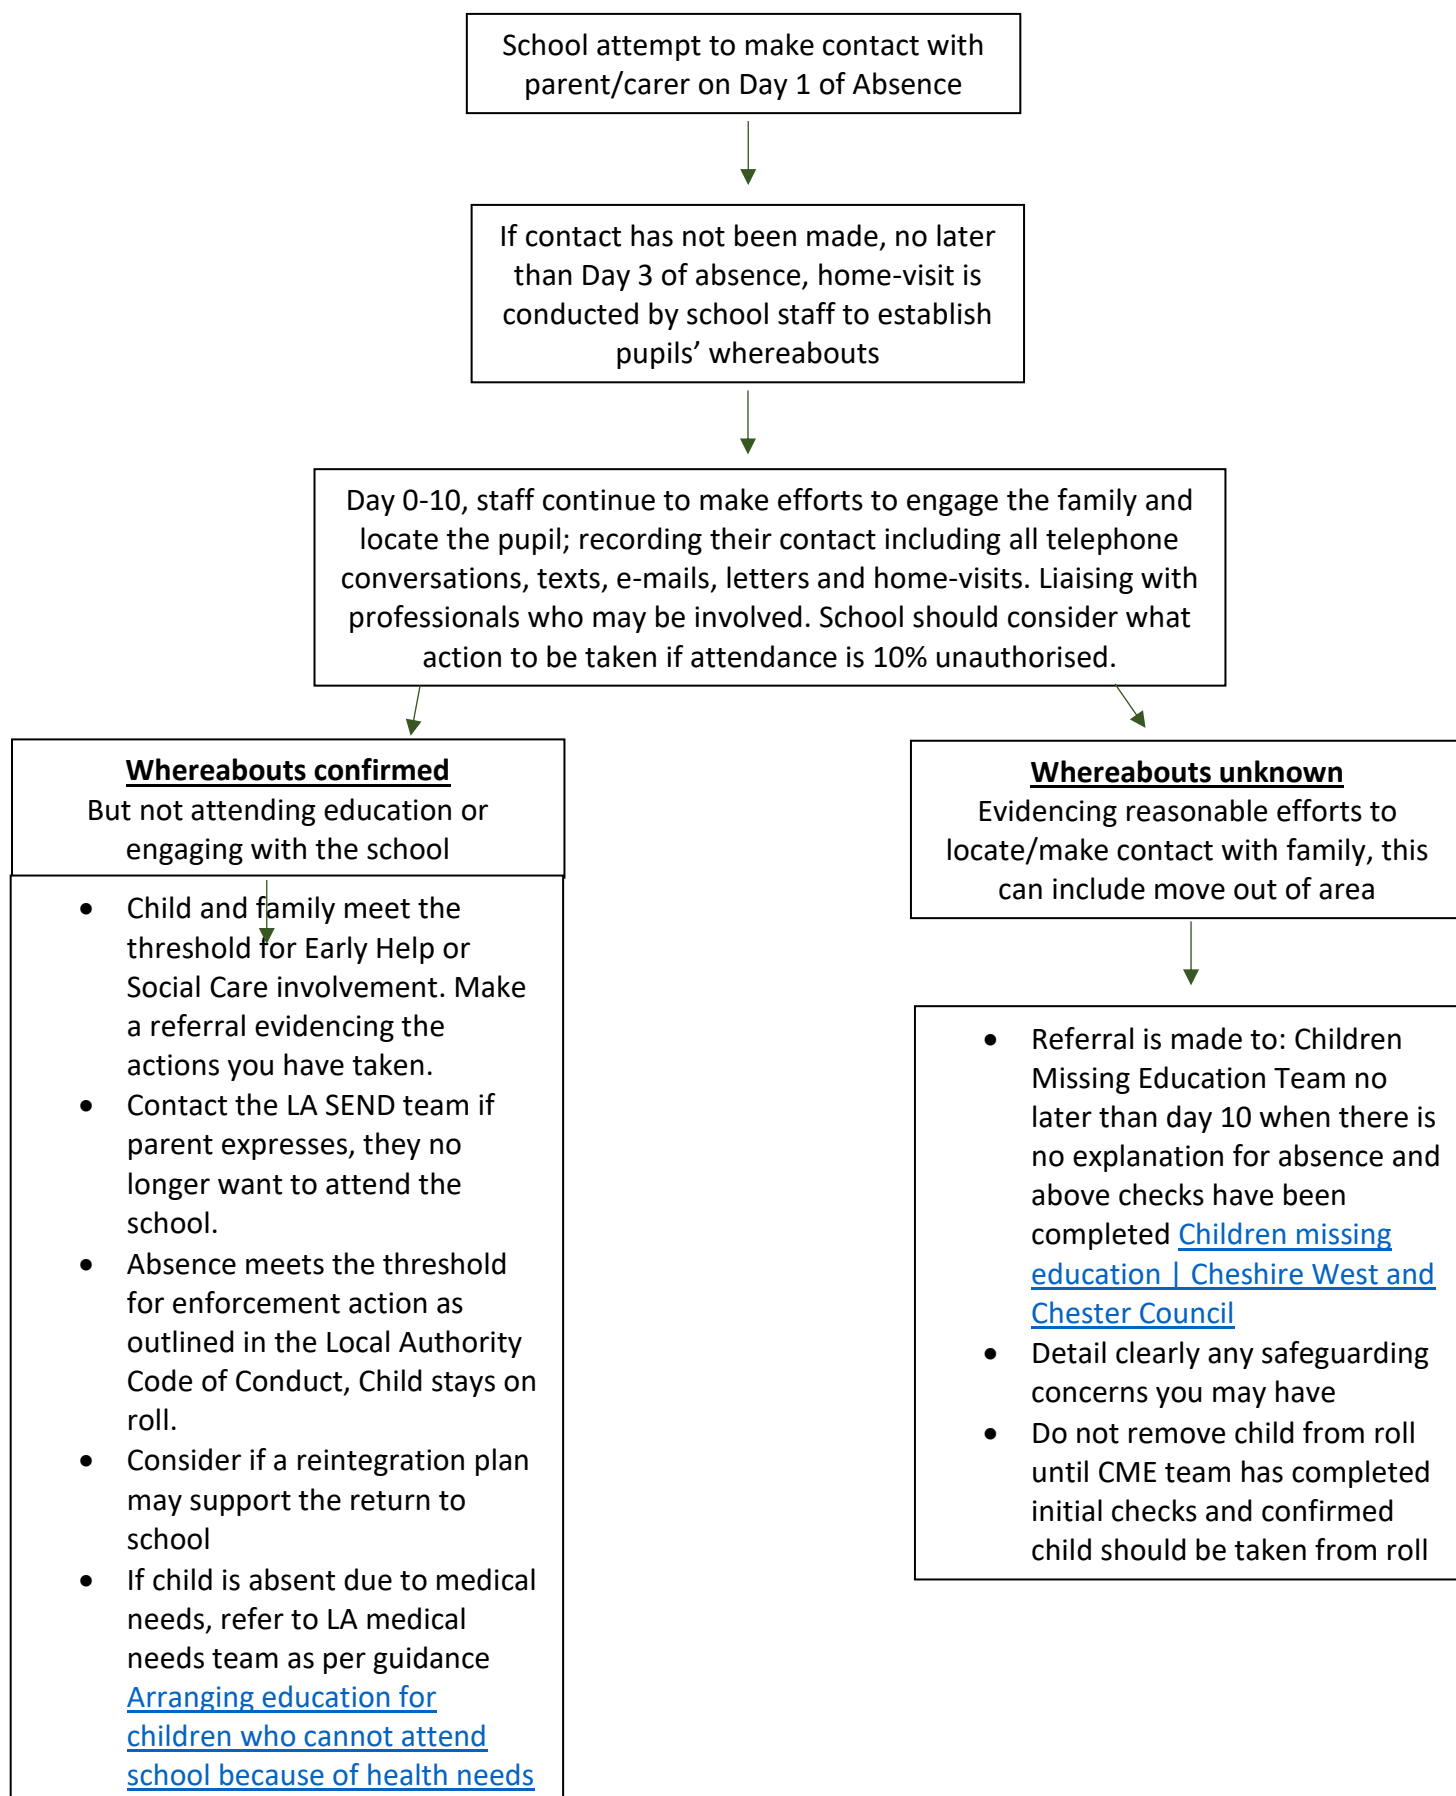 School attempt to make contact with
parent/carer on Day 1 of Absence
If contact has not been made, no later
than Day 3 of absence, home-visit is
conducted by school staff to establish
pupils’ whereabouts
Day 0-10, staff continue to make efforts to engage the family and
locate the pupil; recording their contact including all telephone
conversations, texts, e-mails, letters and home-visits. Liaising with
professionals who may be involved. School should consider what
action to be taken if attendance is 10% unauthorised.
Whereabouts confirmed
But not attending education or
engaging with the school
• Child and family meet the
threshold for Early Help or
Social Care involvement. Make
a referral evidencing the
actions you have taken.
• Contact the LA SEND team if
parent expresses, they no
longer want to attend the
school.
• Absence meets the threshold
for enforcement action as
outlined in the Local Authority
Code of Conduct, Child stays on
roll.
• Consider if a reintegration plan
may support the return to
school
• If child is absent due to medical
needs, refer to LA medical
needs team as per guidance
Arranging education for
children who cannot attend
school because of health needs
Whereabouts unknown
Evidencing reasonable efforts to
locate/make contact with family, this
can include move out of area
• Referral is made to: Children
Missing Education Team no
later than day 10 when there is
no explanation for absence and
above checks have been
completed Children missing
education | Cheshire West and
Chester Council
• Detail clearly any safeguarding
concerns you may have
• Do not remove child from roll
until CME team has completed
initial checks and confirmed
child should be taken from roll